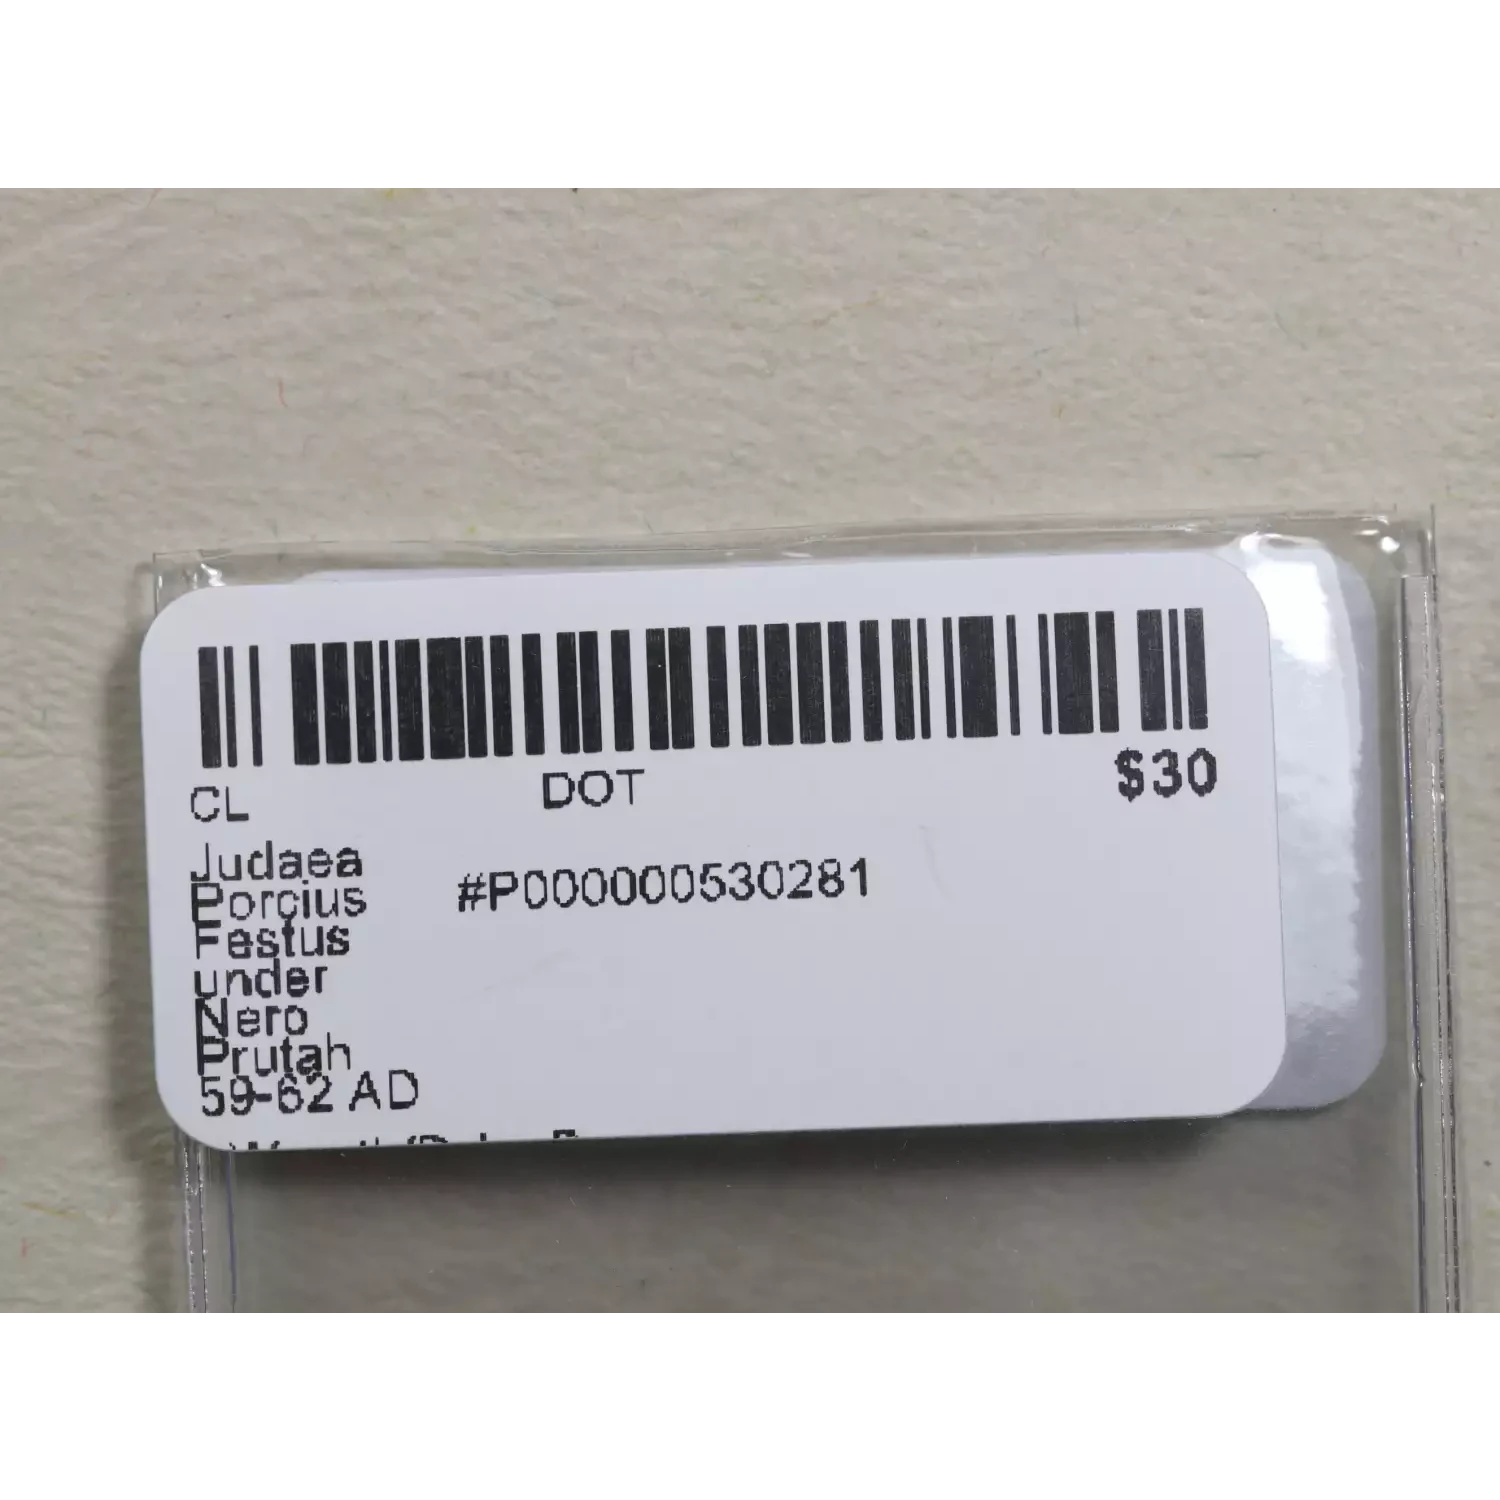 CL DOT $30
Judaea
Porcius #P000000530281
Festus
under
Nero
Prutah
59-62 AD